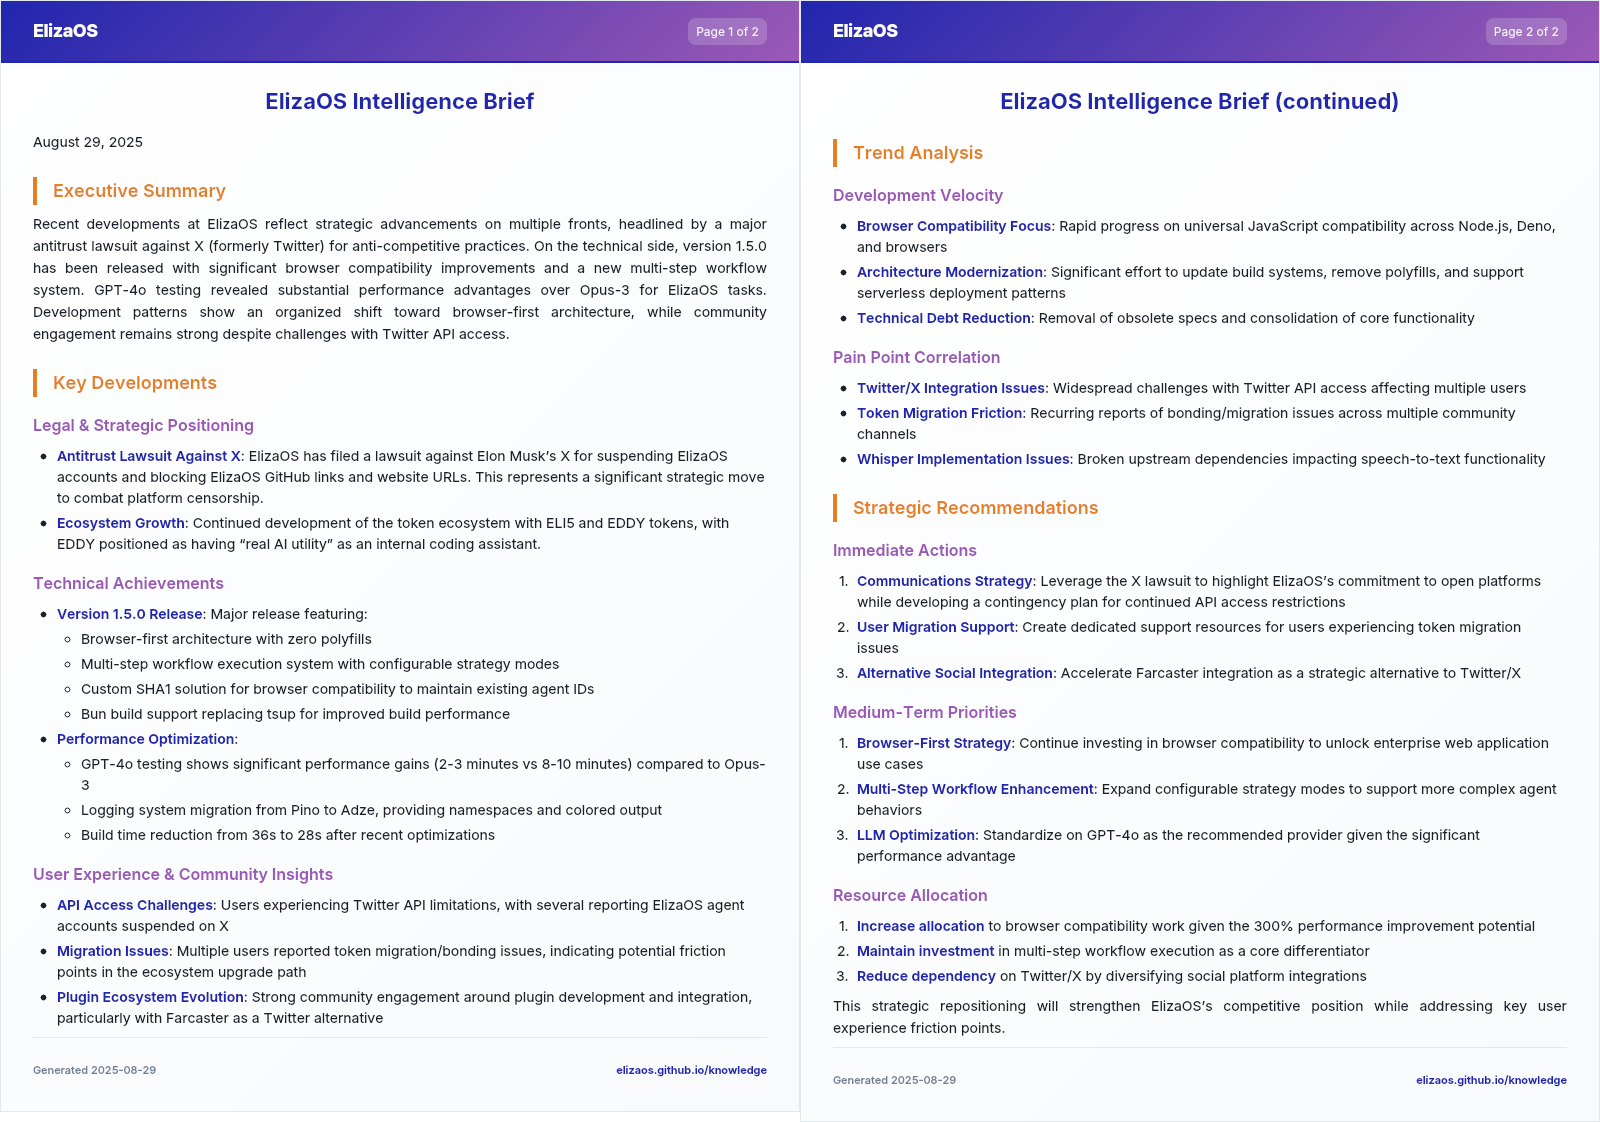 ElizaOS
Page 1 of 2
ElizaOS Intelligence Brief
August 29, 2025
Executive Summary
Recent developments at ElizaOS reflect strategic advancements on multiple fronts, headlined by a major
antitrust lawsuit against X (formerly Twitter) for anti-competitive practices. On the technical side, version 1.5.0
has been released with significant browser compatibility improvements and a new multi-step workflow
system. GPT-4o testing revealed substantial performance advantages over Opus-3 for ElizaOS tasks.
Development patterns show an organized shift toward browser-first architecture, while community
engagement remains strong despite challenges with Twitter API access.
Key Developments
Legal & Strategic Positioning
• Antitrust Lawsuit Against X: ElizaOS has filed a lawsuit against Elon Musk’s X for suspending ElizaOS
accounts and blocking ElizaOS GitHub links and website URLs. This represents a significant strategic move
to combat platform censorship.
• Ecosystem Growth: Continued development of the token ecosystem with ELI5 and EDDY tokens, with
EDDY positioned as having “real AI utility” as an internal coding assistant.
Technical Achievements
• Version 1.5.0 Release: Major release featuring:
◦ Browser-first architecture with zero polyfills
◦ Multi-step workflow execution system with configurable strategy modes
◦ Custom SHA1 solution for browser compatibility to maintain existing agent IDs
◦ Bun build support replacing tsup for improved build performance
• Performance Optimization:
◦ GPT-4o testing shows significant performance gains (2-3 minutes vs 8-10 minutes) compared to Opus-
3
◦ Logging system migration from Pino to Adze, providing namespaces and colored output
◦ Build time reduction from 36s to 28s after recent optimizations
User Experience & Community Insights
• API Access Challenges: Users experiencing Twitter API limitations, with several reporting ElizaOS agent
accounts suspended on X
• Migration Issues: Multiple users reported token migration/bonding issues, indicating potential friction
points in the ecosystem upgrade path
• Plugin Ecosystem Evolution: Strong community engagement around plugin development and integration,
particularly with Farcaster as a Twitter alternative
Generated 2025-08-29
elizaos.github.io/knowledge
ElizaOS
Page 2 of 2
ElizaOS Intelligence Brief (continued)
Trend Analysis
Development Velocity
• Browser Compatibility Focus: Rapid progress on universal JavaScript compatibility across Node.js, Deno,
and browsers
• Architecture Modernization: Significant effort to update build systems, remove polyfills, and support
serverless deployment patterns
• Technical Debt Reduction: Removal of obsolete specs and consolidation of core functionality
Pain Point Correlation
• Twitter/X Integration Issues: Widespread challenges with Twitter API access affecting multiple users
• Token Migration Friction: Recurring reports of bonding/migration issues across multiple community
channels
• Whisper Implementation Issues: Broken upstream dependencies impacting speech-to-text functionality
Strategic Recommendations
Immediate Actions
1. Communications Strategy: Leverage the X lawsuit to highlight ElizaOS’s commitment to open platforms
while developing a contingency plan for continued API access restrictions
2. User Migration Support: Create dedicated support resources for users experiencing token migration
issues
3. Alternative Social Integration: Accelerate Farcaster integration as a strategic alternative to Twitter/X
Medium-Term Priorities
1. Browser-First Strategy: Continue investing in browser compatibility to unlock enterprise web application
use cases
2. Multi-Step Workflow Enhancement: Expand configurable strategy modes to support more complex agent
behaviors
3. LLM Optimization: Standardize on GPT-4o as the recommended provider given the significant
performance advantage
Resource Allocation
1. Increase allocation to browser compatibility work given the 300% performance improvement potential
2. Maintain investment in multi-step workflow execution as a core differentiator
3. Reduce dependency on Twitter/X by diversifying social platform integrations
This strategic repositioning will strengthen ElizaOS’s competitive position while addressing key user
experience friction points.
Generated 2025-08-29
elizaos.github.io/knowledge